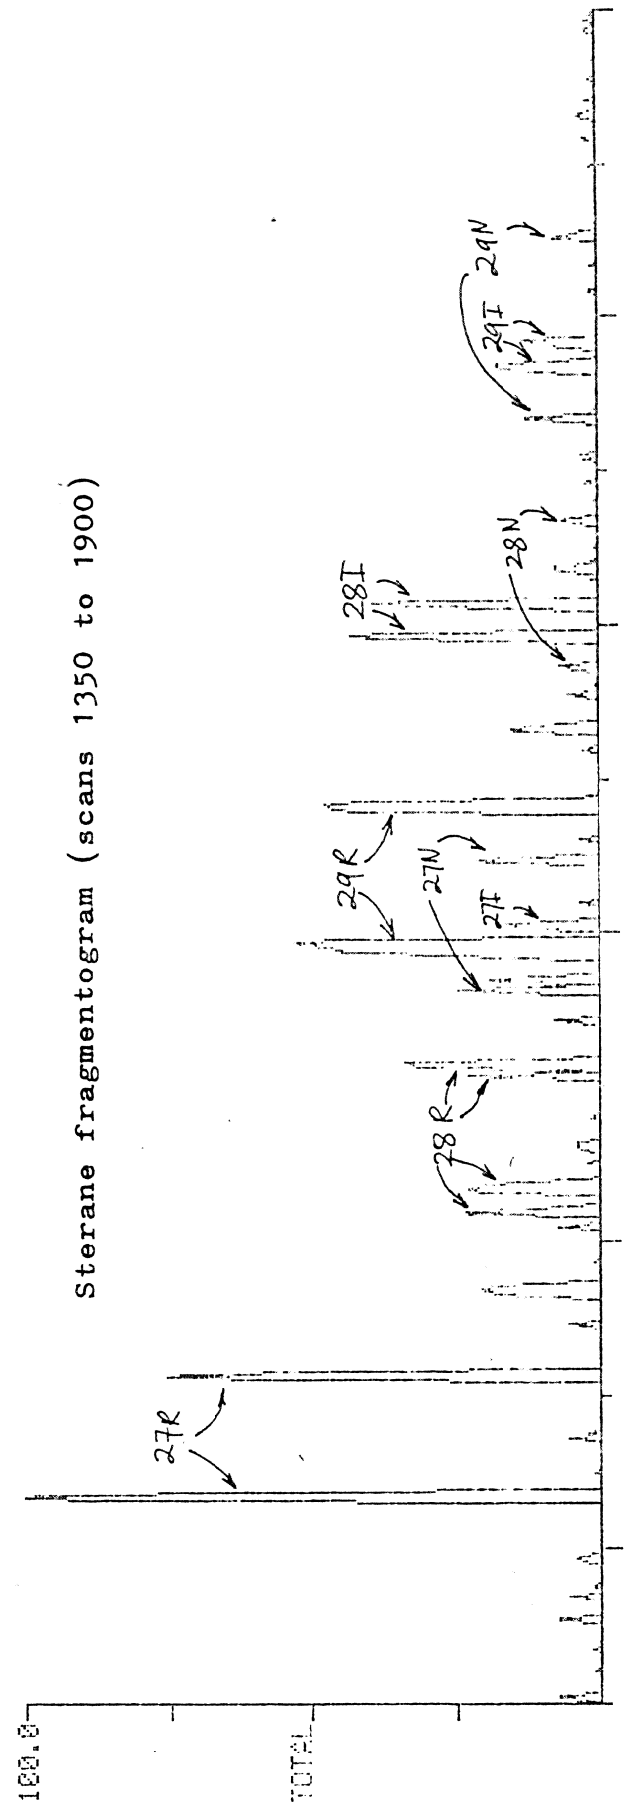 Sterane fragmentogram (scans 1350 to 1900)
100.0
TOTAL
27R
28R
29R
27N
27I
28I
28N
29I
29N